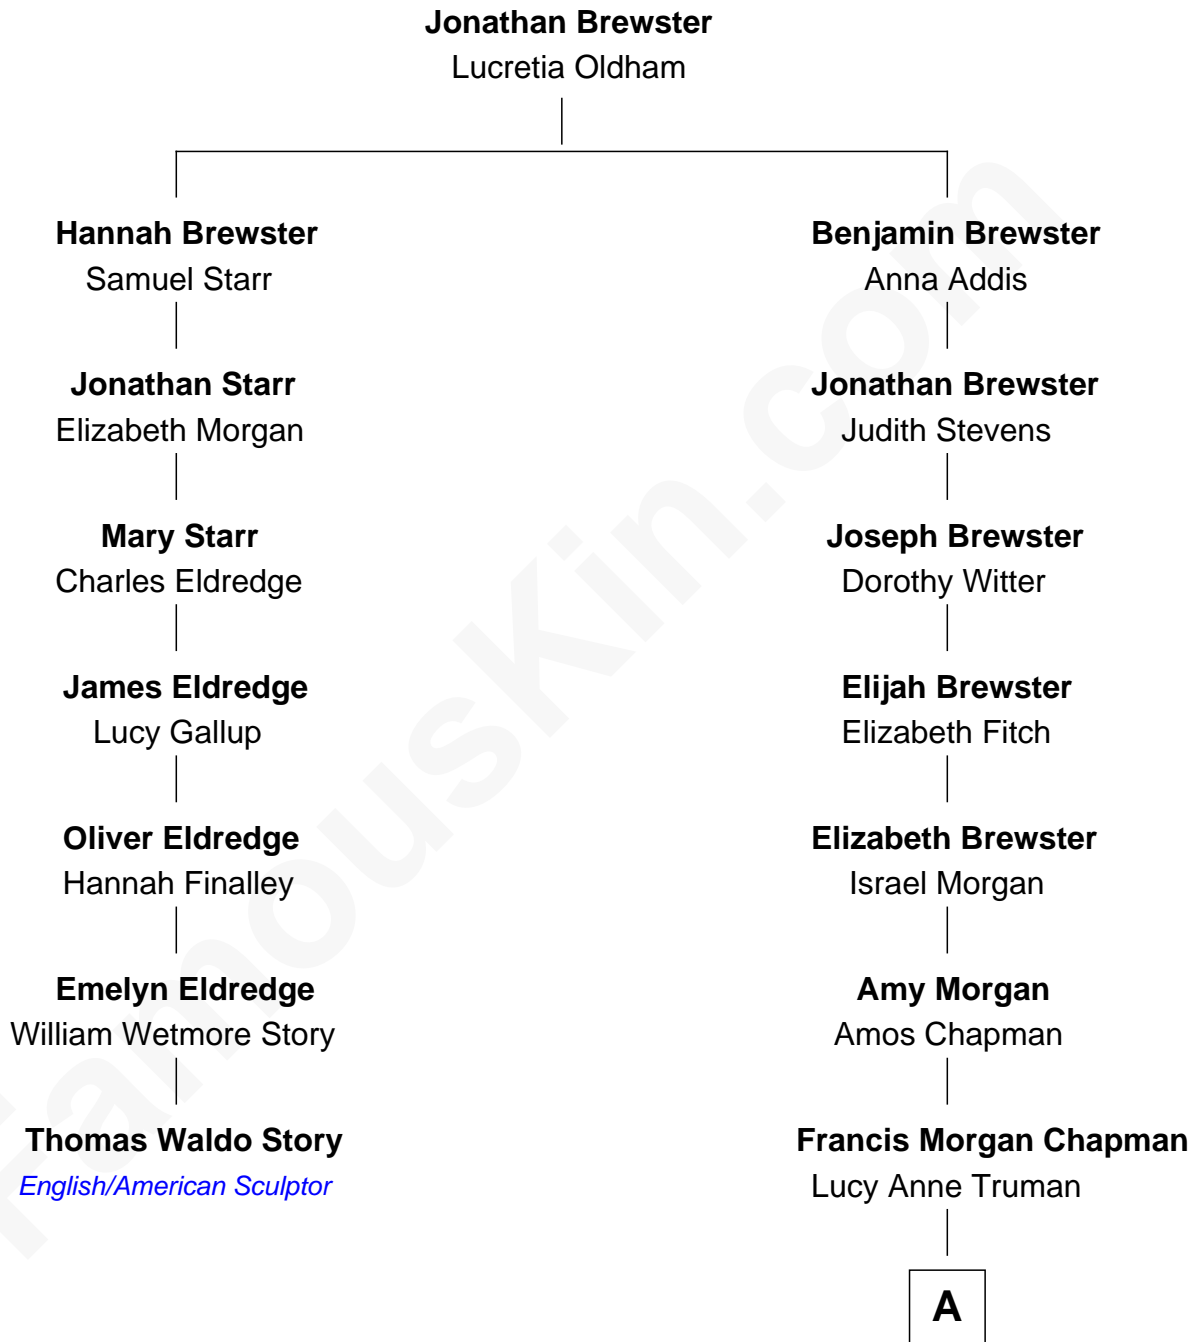 Jonathan Brewster
Lucretia Oldham
Hannah Brewster
Samuel Starr
Benjamin Brewster
Anna Addis
Jonathan Starr
Elizabeth Morgan
Jonathan Brewster
Judith Stevens
Mary Starr
Charles Eldredge
Joseph Brewster
Dorothy Witter
James Eldredge
Lucy Gallup
Elijah Brewster
Elizabeth Fitch
Oliver Eldredge
Hannah Finalley
Elizabeth Brewster
Israel Morgan
Emelyn Eldredge
William Wetmore Story
Amy Morgan
Amos Chapman
Thomas Waldo Story
English/American Sculptor
Francis Morgan Chapman
Lucy Anne Truman
A
FamousKin.com